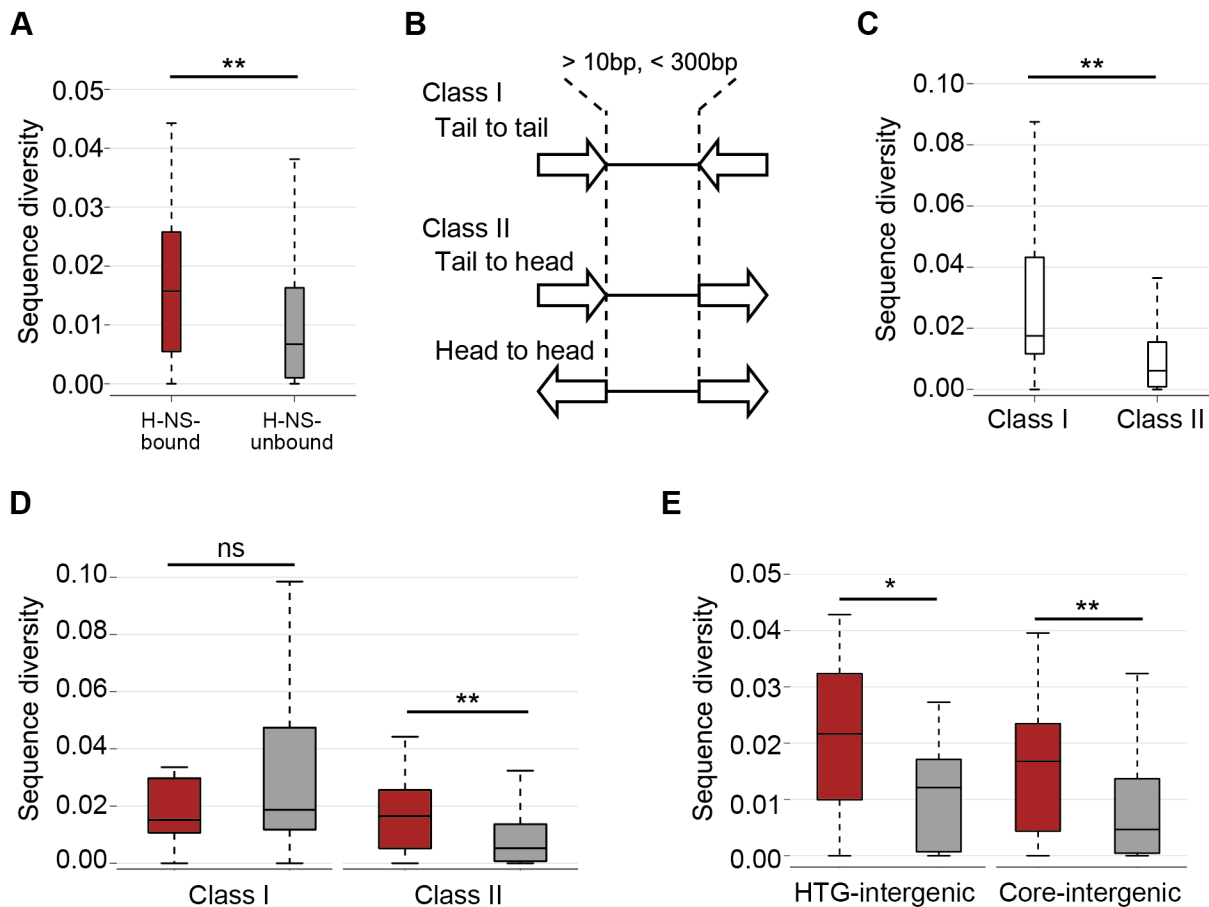 A
**
Sequence diversity
0.05
0.04
0.03
0.02
0.01
0.00
H-NS-
bound
H-NS-
unbound
B
> 10bp, < 300bp
Class I
Tail to tail
Class II
Tail to head
Head to head
C
**
Sequence diversity
0.10
0.08
0.06
0.04
0.02
0.00
Class I
Class II
D
ns
**
Sequence diversity
0.10
0.08
0.06
0.04
0.02
0.00
Class I
Class II
E
*
**
Sequence diversity
0.05
0.04
0.03
0.02
0.01
0.00
HTG-intergenic
Core-intergenic